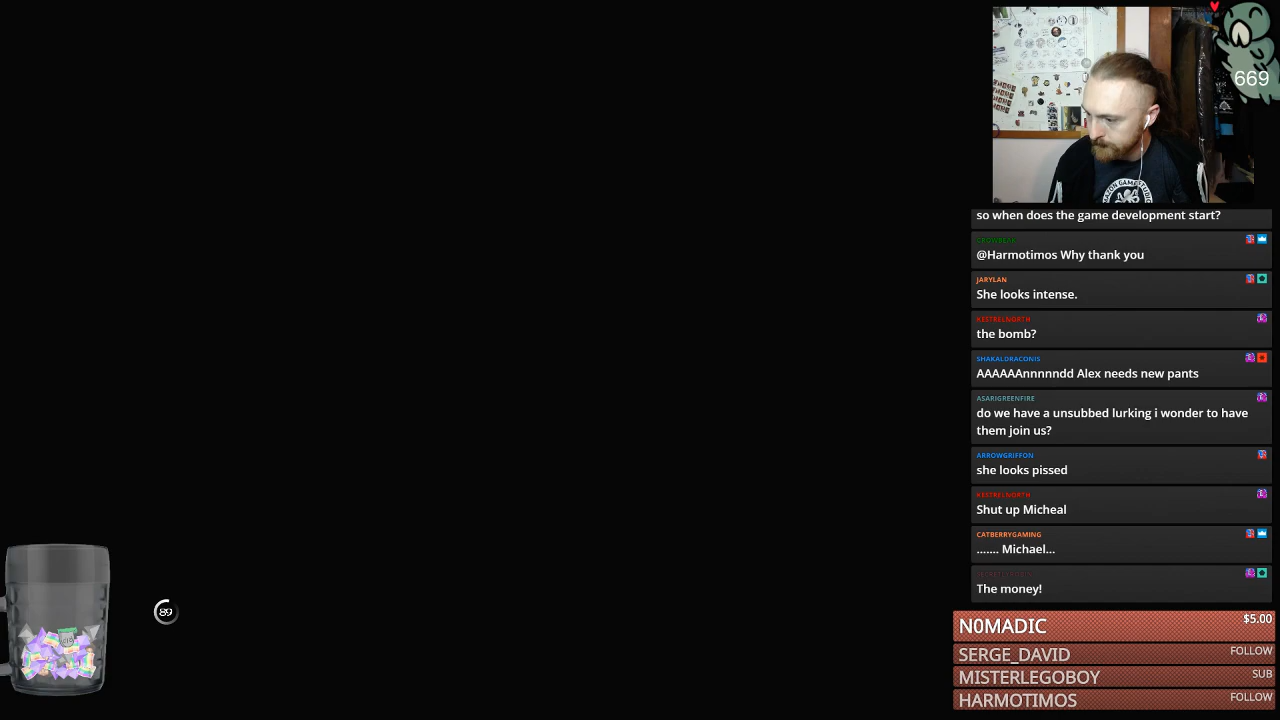 669
so when does the game development start?
@Harmotimos Why thank you
JARYLAN
She looks intense.
KESTRELNORTH
the bomb?
SHAKALDRACONIS
AAAAAAnnnnndd Alex needs new pants
ASARIGREENFIRE
do we have a unsubbed lurking i wonder to have
them join us?
ARROWGRIFFON
she looks pissed
KESTRELNORTH
Shut up Micheal
CATBERRYGAMING
....... Michael...
The money!
89
N0MADIC $5.00
SERGE_DAVID FOLLOW
MISTERLEGOBOY SUB
HARMOTIMOS FOLLOW